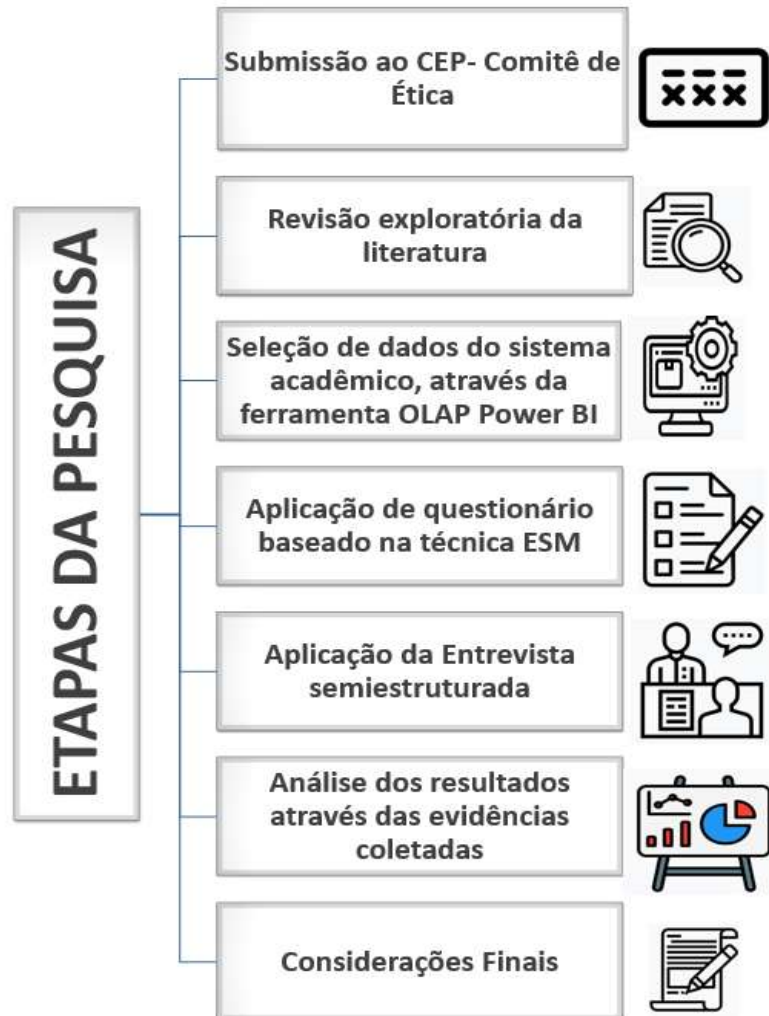 ETAPAS DA PESQUISA
Submissão ao CEP- Comitê de
Ética
Revisão exploratória da
literatura
Seleção de dados do sistema
acadêmico, através da
ferramenta OLAP Power BI
Aplicação de questionário
baseado na técnica ESM
Aplicação da Entrevista
semiestruturada
Análise dos resultados
através das evidências
coletadas
Considerações Finais